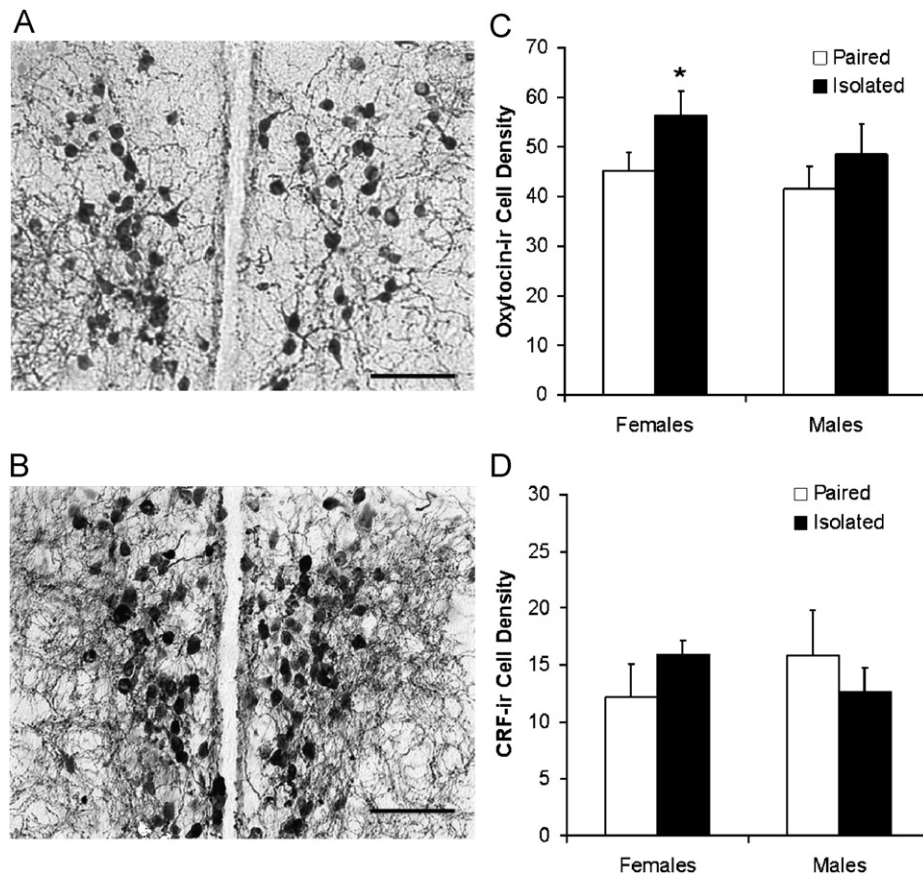 A
B
C
Oxytocin-ir Cell Density
70
60
50
40
30
20
10
0
Paired
Isolated
*
Females
Males
D
CRF-ir Cell Density
30
25
20
15
10
5
0
Paired
Isolated
Females
Males